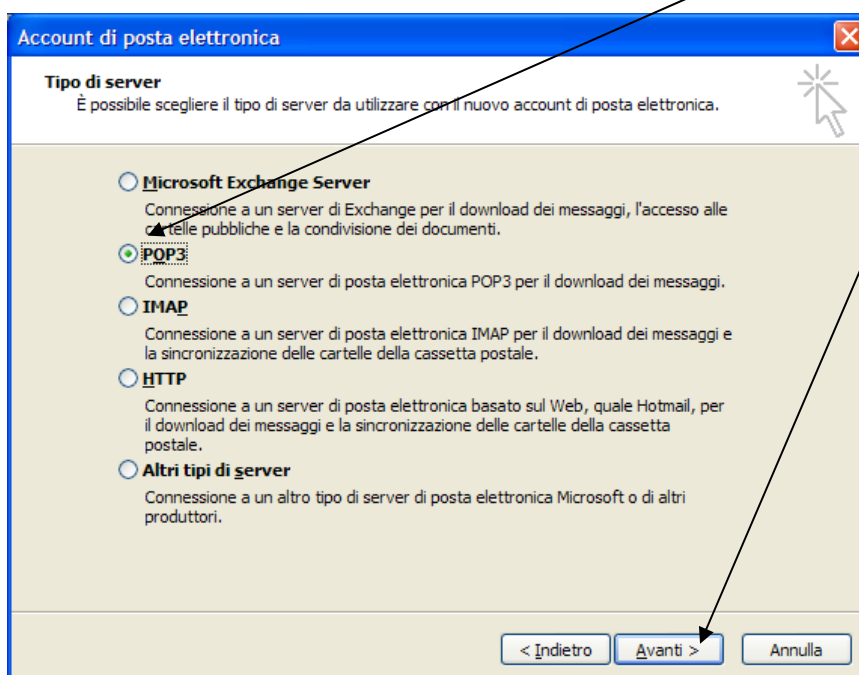 Account di posta elettronica
Tipo di server
È possibile scegliere il tipo di server da utilizzare con il nuovo account di posta elettronica.
Microsoft Exchange Server
Connessione a un server di Exchange per il download dei messaggi, l'accesso alle
cartelle pubbliche e la condivisione dei documenti.
POP3
Connessione a un server di posta elettronica POP3 per il download dei messaggi.
IMAP
Connessione a un server di posta elettronica IMAP per il download dei messaggi e
la sincronizzazione delle cartelle della cassetta postale.
HTTP
Connessione a un server di posta elettronica basato sul Web, quale Hotmail, per
il download dei messaggi e la sincronizzazione delle cartelle della cassetta
postale.
Altri tipi di server
Connessione a un altro tipo di server di posta elettronica Microsoft o di altri
produttori.
< Indietro Avanti > Annulla